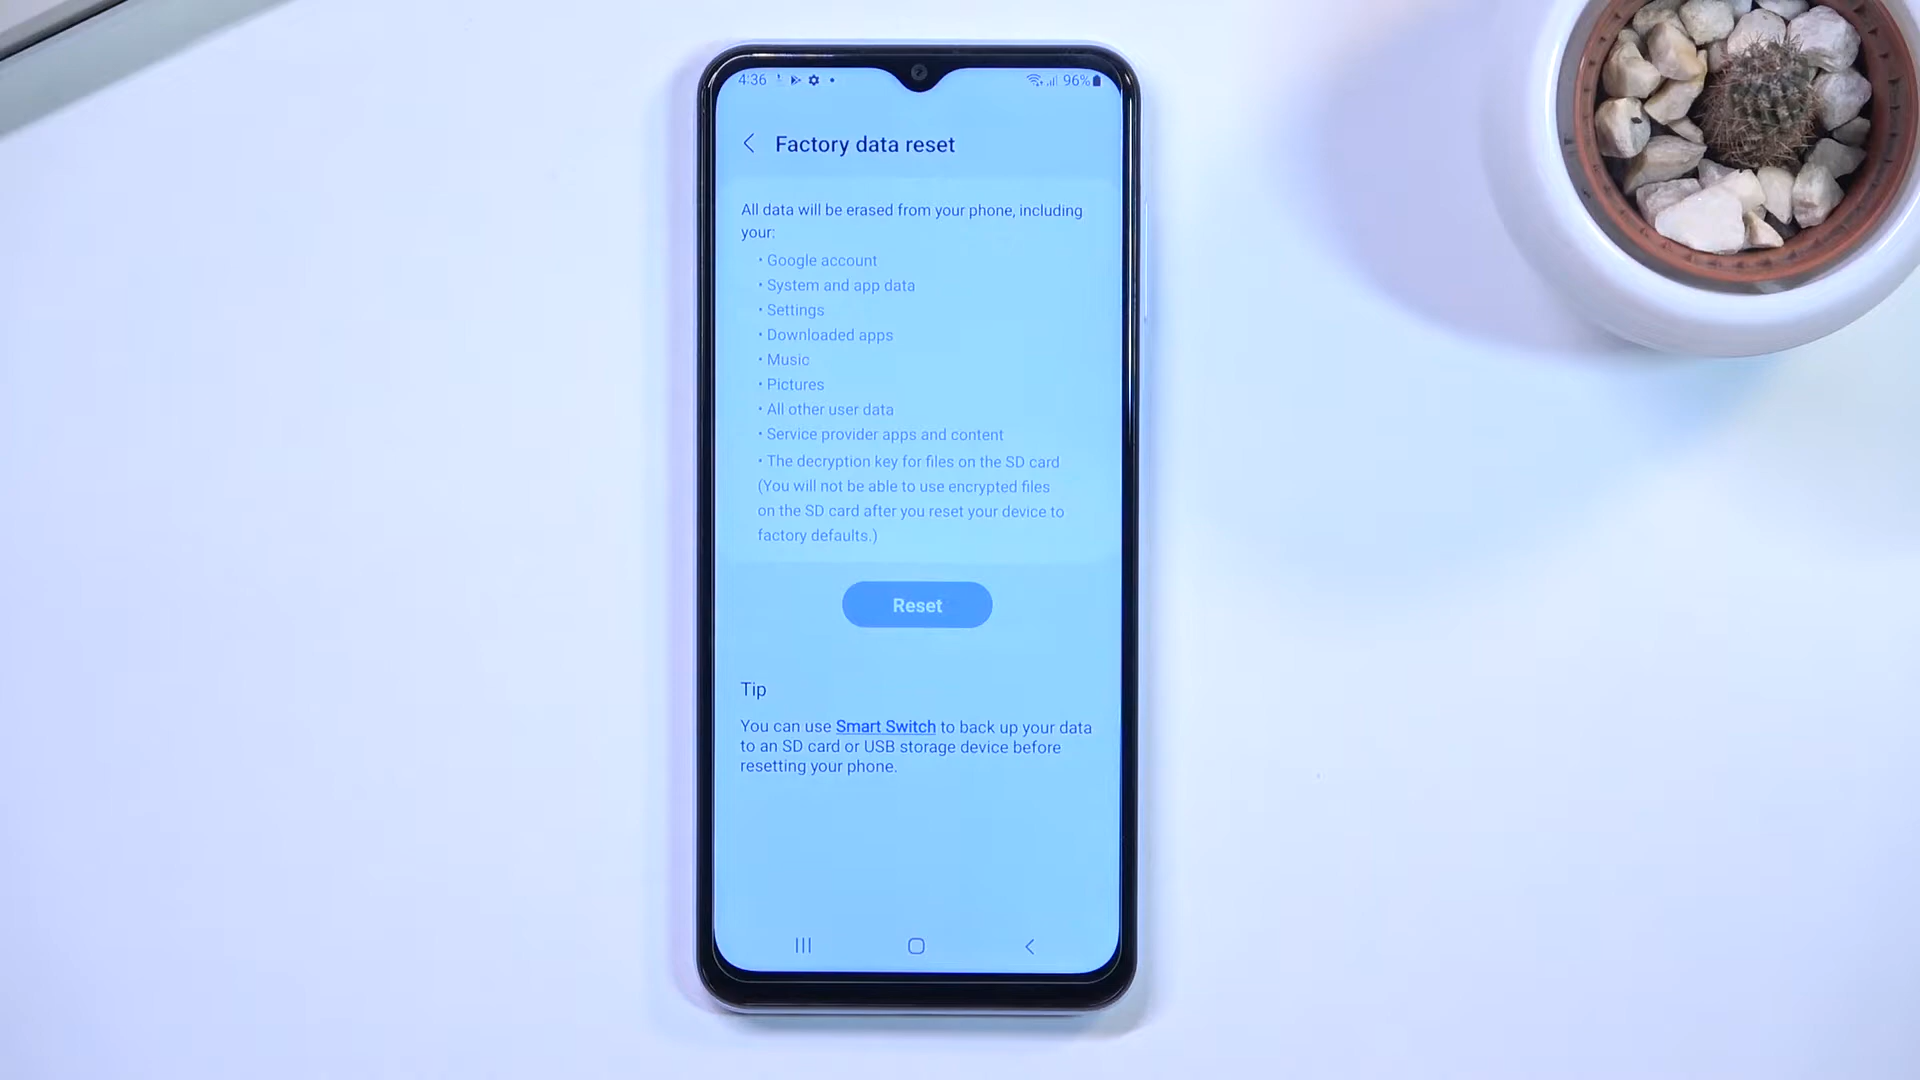 4:36
96%
Factory data reset
All data will be erased from your phone, including
your:
• Google account
• System and app data
• Settings
• Downloaded apps
• Music
• Pictures
• All other user data
• Service provider apps and content
• The decryption key for files on the SD card
(You will not be able to use encrypted files
on the SD card after you reset your device to
factory defaults.)
Reset
Tip
You can use Smart Switch to back up your data
to an SD card or USB storage device before
resetting your phone.